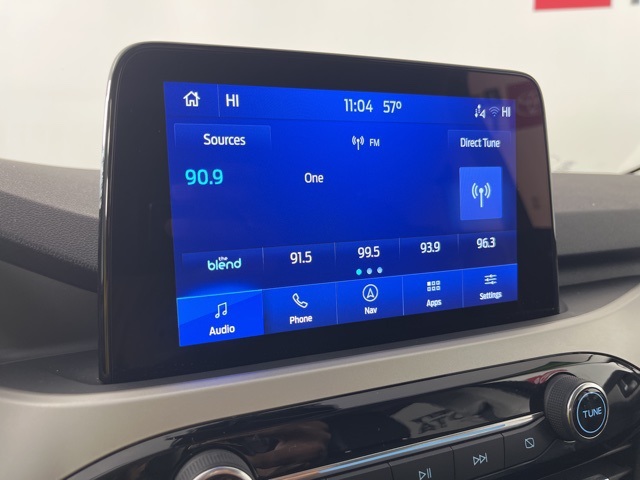 HI 11:04 57° HI
Sources FM Direct Tune
90.9 One
the
blend 91.5 99.5 93.9 96.3
Audio Phone Nav Apps Settings
TUNE